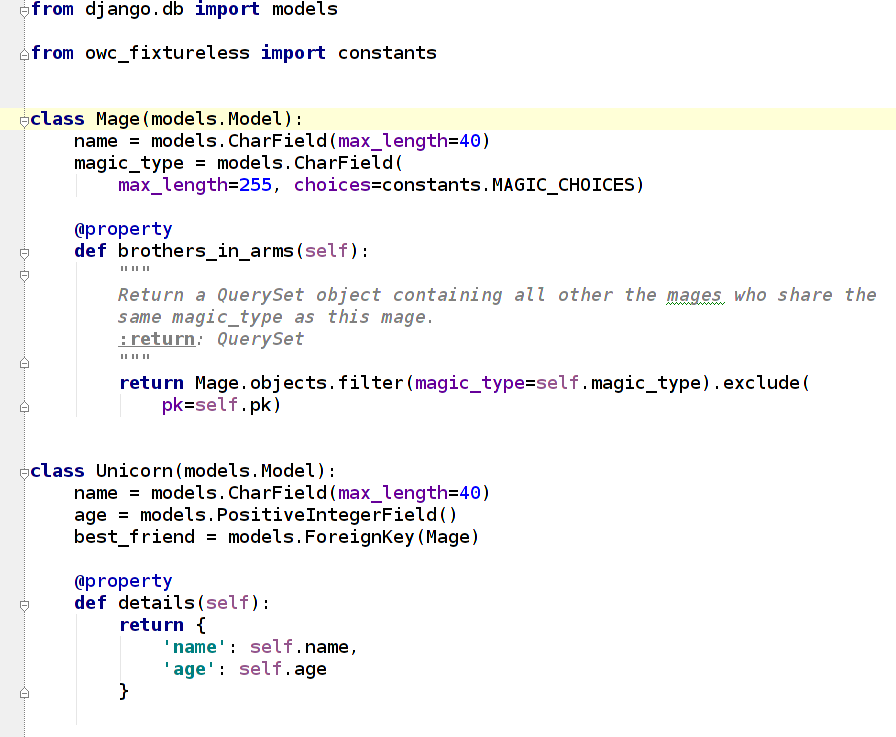 from django.db import models

from owc_fixtureless import constants


class Mage(models.Model):
    name = models.CharField(max_length=40)
    magic_type = models.CharField(
        max_length=255, choices=constants.MAGIC_CHOICES)

    @property
    def brothers_in_arms(self):
        """
        Return a QuerySet object containing all other the mages who share the
        same magic_type as this mage.
        :return: QuerySet
        """
        return Mage.objects.filter(magic_type=self.magic_type).exclude(
            pk=self.pk)


class Unicorn(models.Model):
    name = models.CharField(max_length=40)
    age = models.PositiveIntegerField()
    best_friend = models.ForeignKey(Mage)

    @property
    def details(self):
        return {
            'name': self.name,
            'age': self.age
        }